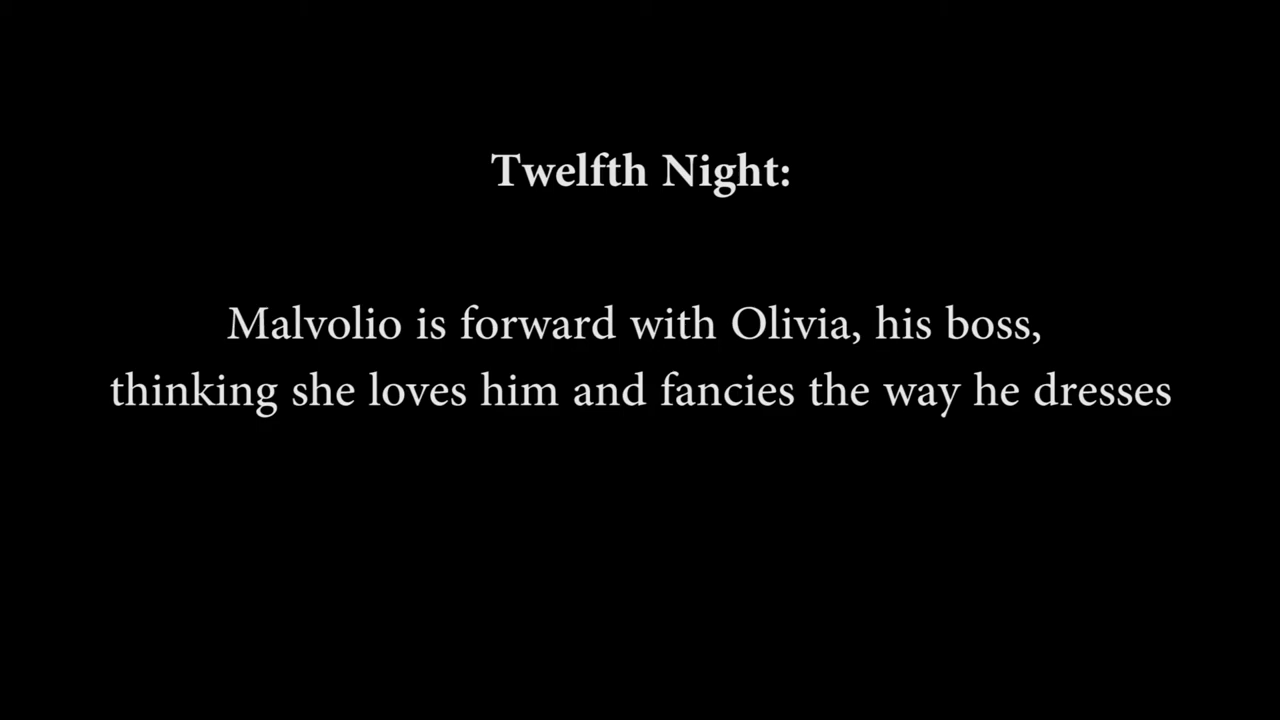 Twelfth Night:
Malvolio is forward with Olivia, his boss,
thinking she loves him and fancies the way he dresses